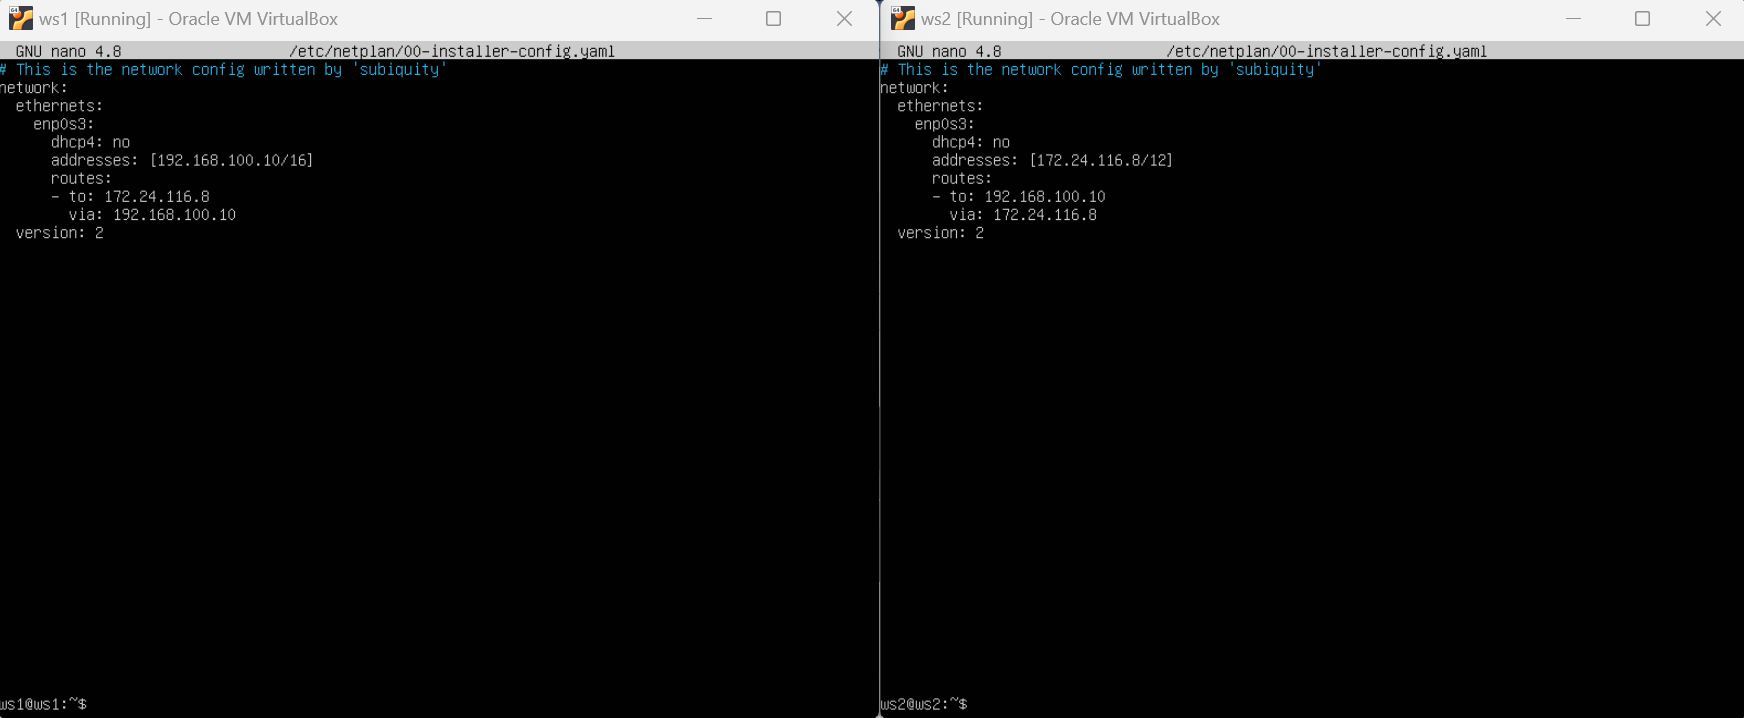 ws1 [Running] - Oracle VM VirtualBox
GNU nano 4.8 /etc/netplan/00-installer-config.yaml
# This is the network config written by 'subiquity'
network:
  ethernets:
    enp0s3:
      dhcp4: no
      addresses: [192.168.100.10/16]
      routes:
      - to: 172.24.116.8
        via: 192.168.100.10
  version: 2
ws1@ws1:~$
ws2 [Running] - Oracle VM VirtualBox
GNU nano 4.8 /etc/netplan/00-installer-config.yaml
# This is the network config written by 'subiquity'
network:
  ethernets:
    enp0s3:
      dhcp4: no
      addresses: [172.24.116.8/12]
      routes:
      - to: 192.168.100.10
        via: 172.24.116.8
  version: 2
ws2@ws2:~$